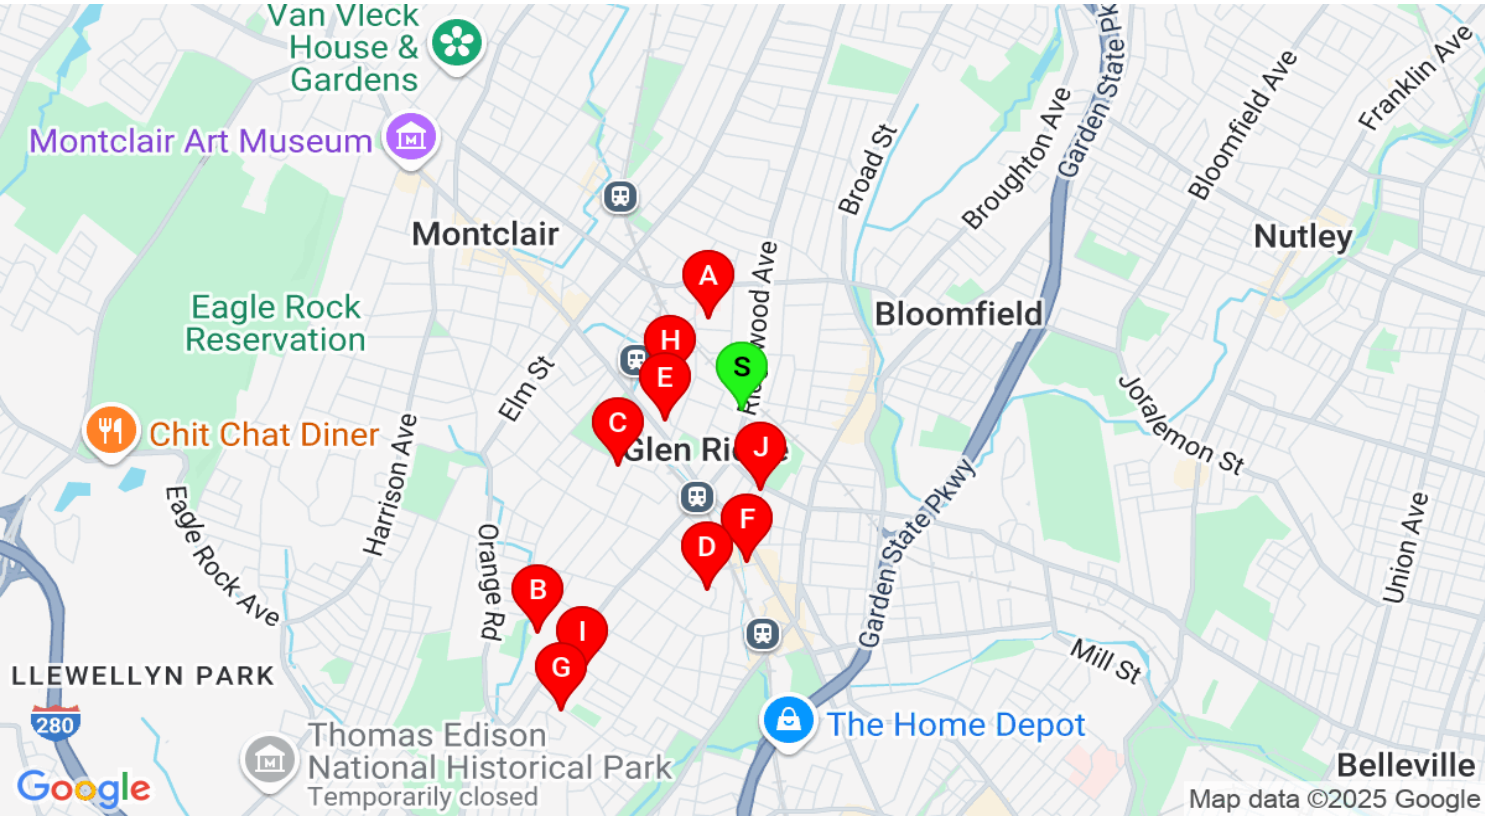 Van Vleck
House &
Gardens
Montclair Art Museum
M
Montclair
Eagle Rock
Reservation
Chit Chat Diner
Elm St
Harrison Ave
Eagle Rock Ave
Orange Rd
LLEWELLYN PARK
280
Thomas Edison
National Historical Park
Temporarily closed
M
A
H
E
S
C
J
F
D
B
I
G
Glen
Broad St
Broughton Ave
Garden State
Bloomfield Ave
Franklin Ave
Nutley
Bloomfield
Joralemon St
Garden State Pkwy
Union Ave
Mill St
The Home Depot
Belleville
Google
Map data ©2025 Google